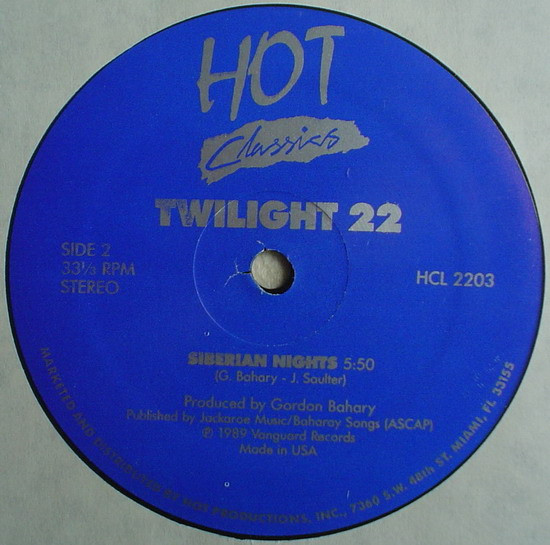 HOT
Classics
TWILIGHT 22
SIDE 2
33⅓ RPM
STEREO
HCL 2203
SIBERIAN NIGHTS 5:50
(G. Bahary - J. Saulter)
Produced by Gordon Bahary
Published by Jackaroe Music/Baharay Songs (ASCAP)
℗ 1989 Vanguard Records
Made in USA
MARKETED AND DISTRIBUTED BY HOT PRODUCTIONS, INC., 7360 S.W. 48th ST. MIAMI, FL 33155